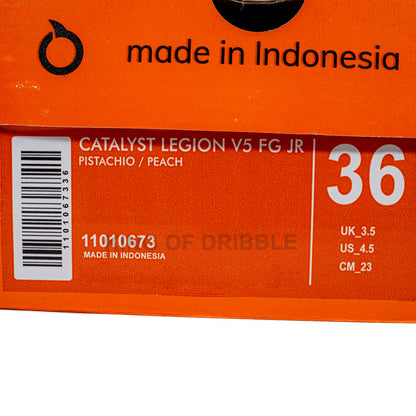 made in Indonesia
CATALYST LEGION V5 FG JR
PISTACHIO / PEACH
36
UK_3.5
US_4.5
CM_23
1101067336
11010673
OF DRIBBLE
MADE IN INDONESIA